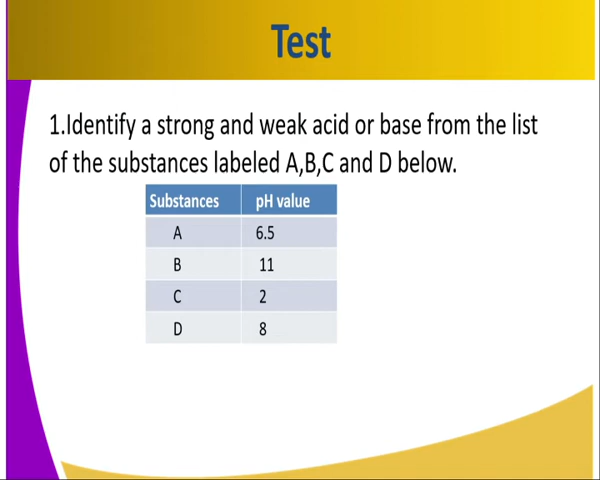 Test
1.Identify a strong and weak acid or base from the list
of the substances labeled A,B,C and D below.
Substances pH value
A 6.5
B 11
C 2
D 8